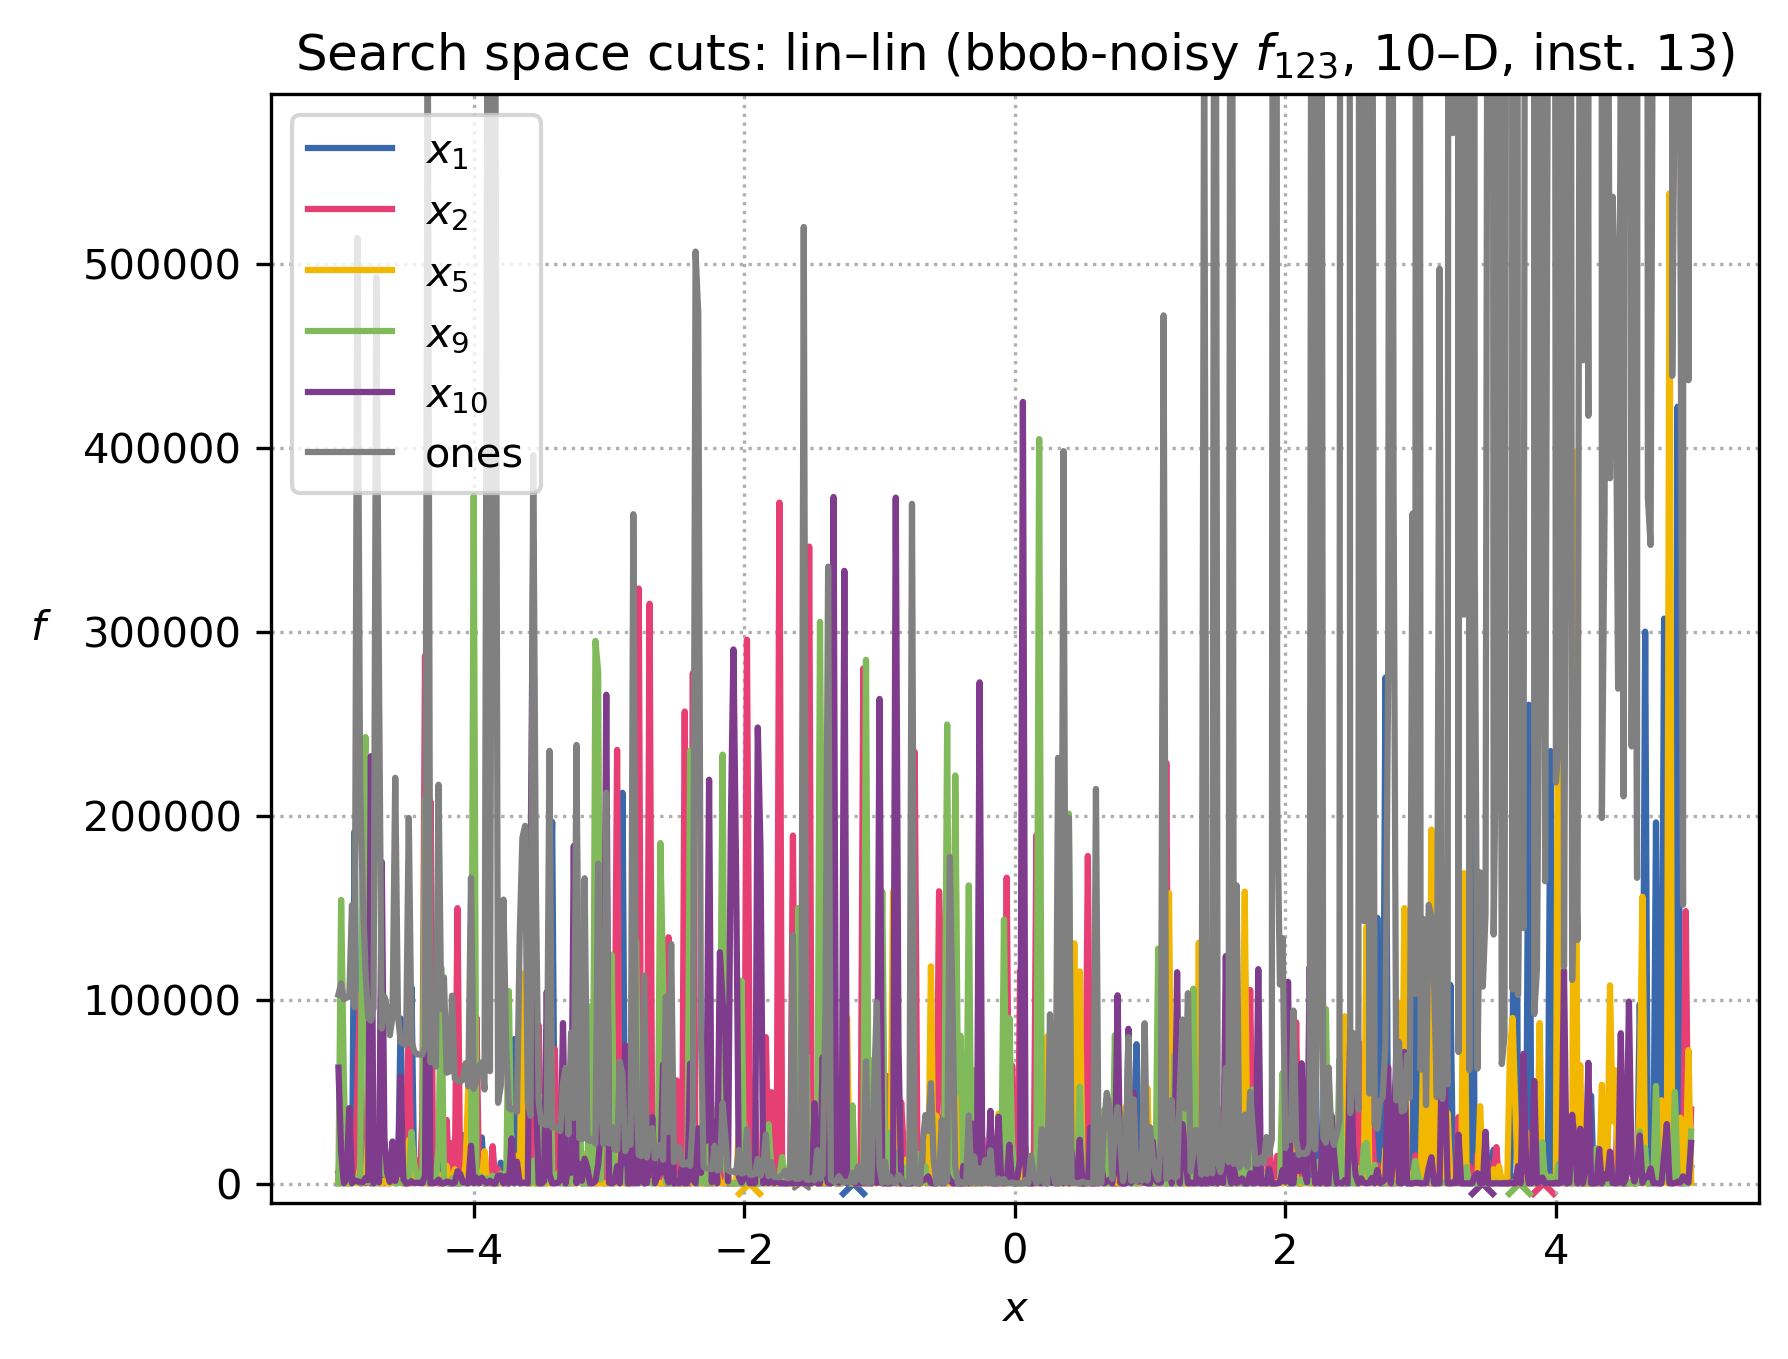 Search space cuts: lin–lin (bbob-noisy f₁₂₃, 10–D, inst. 13)
x₁
x₂
x₅
x₉
x₁₀
ones
500000
400000
300000
200000
100000
0
f
−4
−2
0
2
4
x